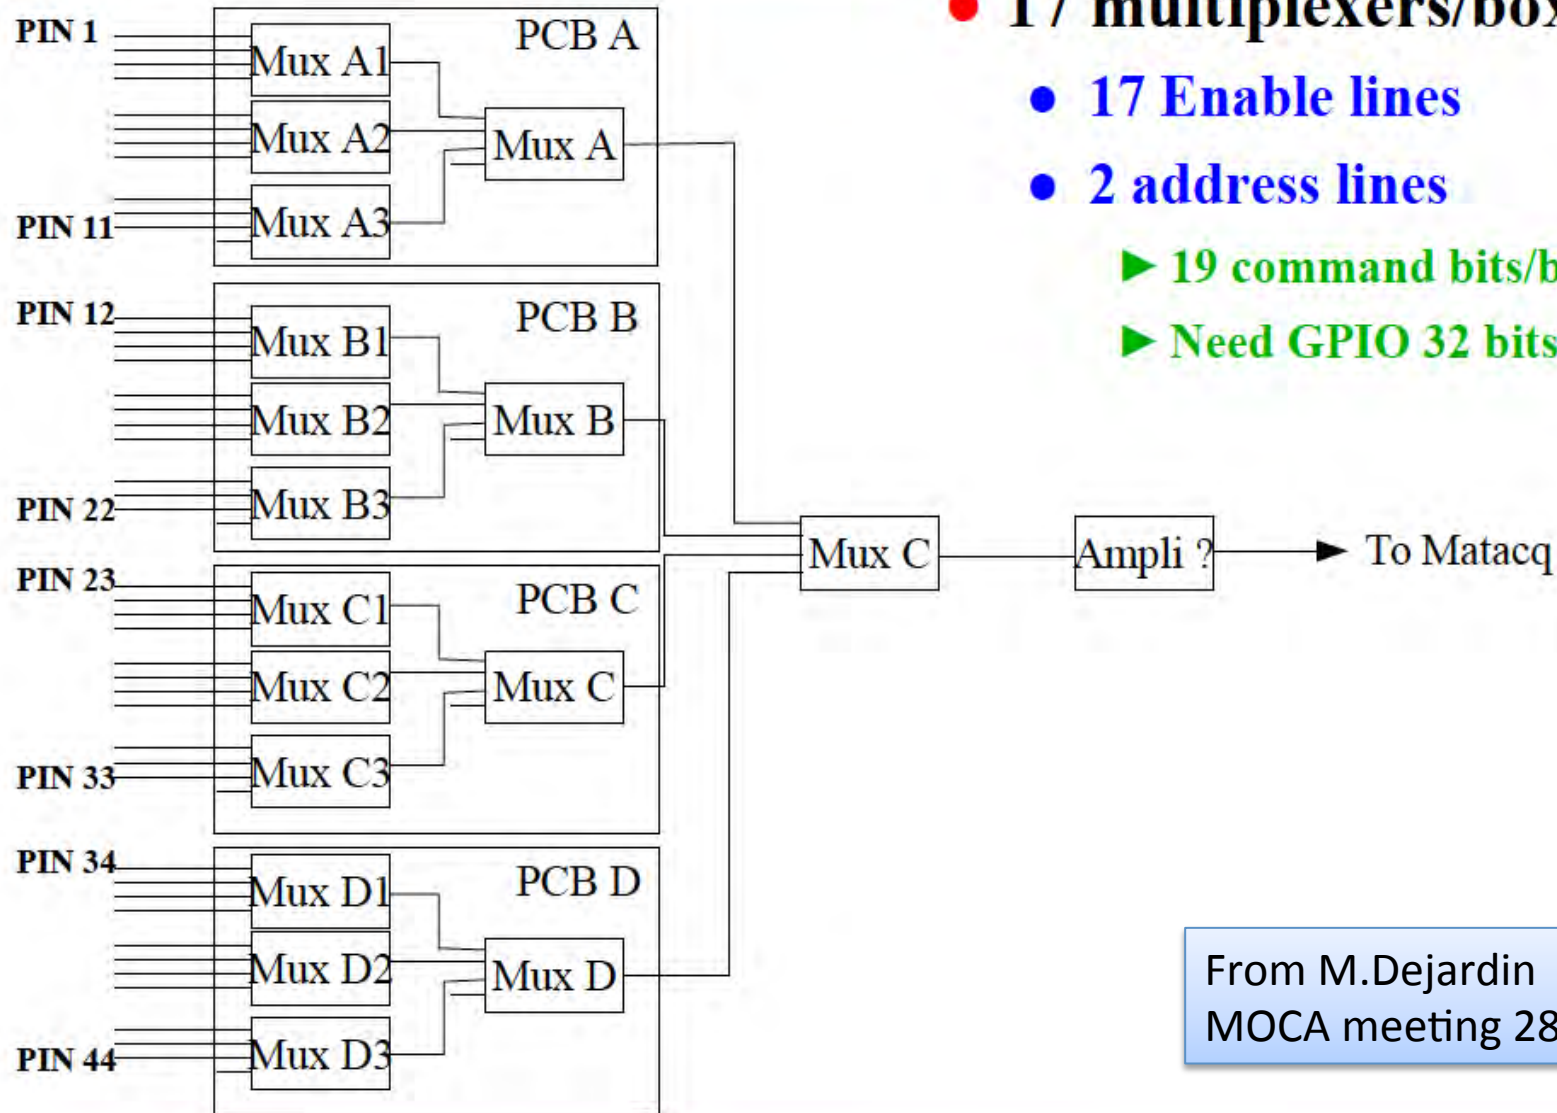 PIN 1
PCB A
Mux A1
Mux A2
Mux A
PIN 11
Mux A3
PIN 12
PCB B
Mux B1
Mux B2
Mux B
PIN 22
Mux B3
PIN 23
PCB C
Mux C1
Mux C2
Mux C
PIN 33
Mux C3
PIN 34
PCB D
Mux D1
Mux D2
Mux D
PIN 44
Mux D3
Mux C
Ampli ?
To Matacq
● 17 multiplexers/box
● 17 Enable lines
● 2 address lines
► 19 command bits/b
► Need GPIO 32 bits
From M.Dejardin
MOCA meeting 28